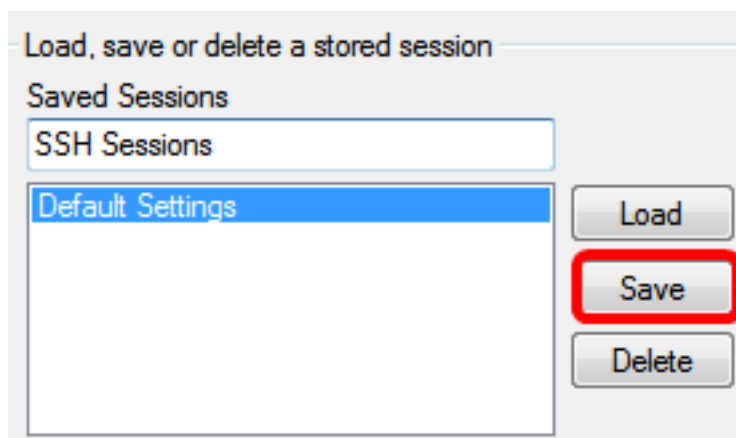 Load, save or delete a stored session
Saved Sessions
SSH Sessions
Default Settings
Load
Save
Delete